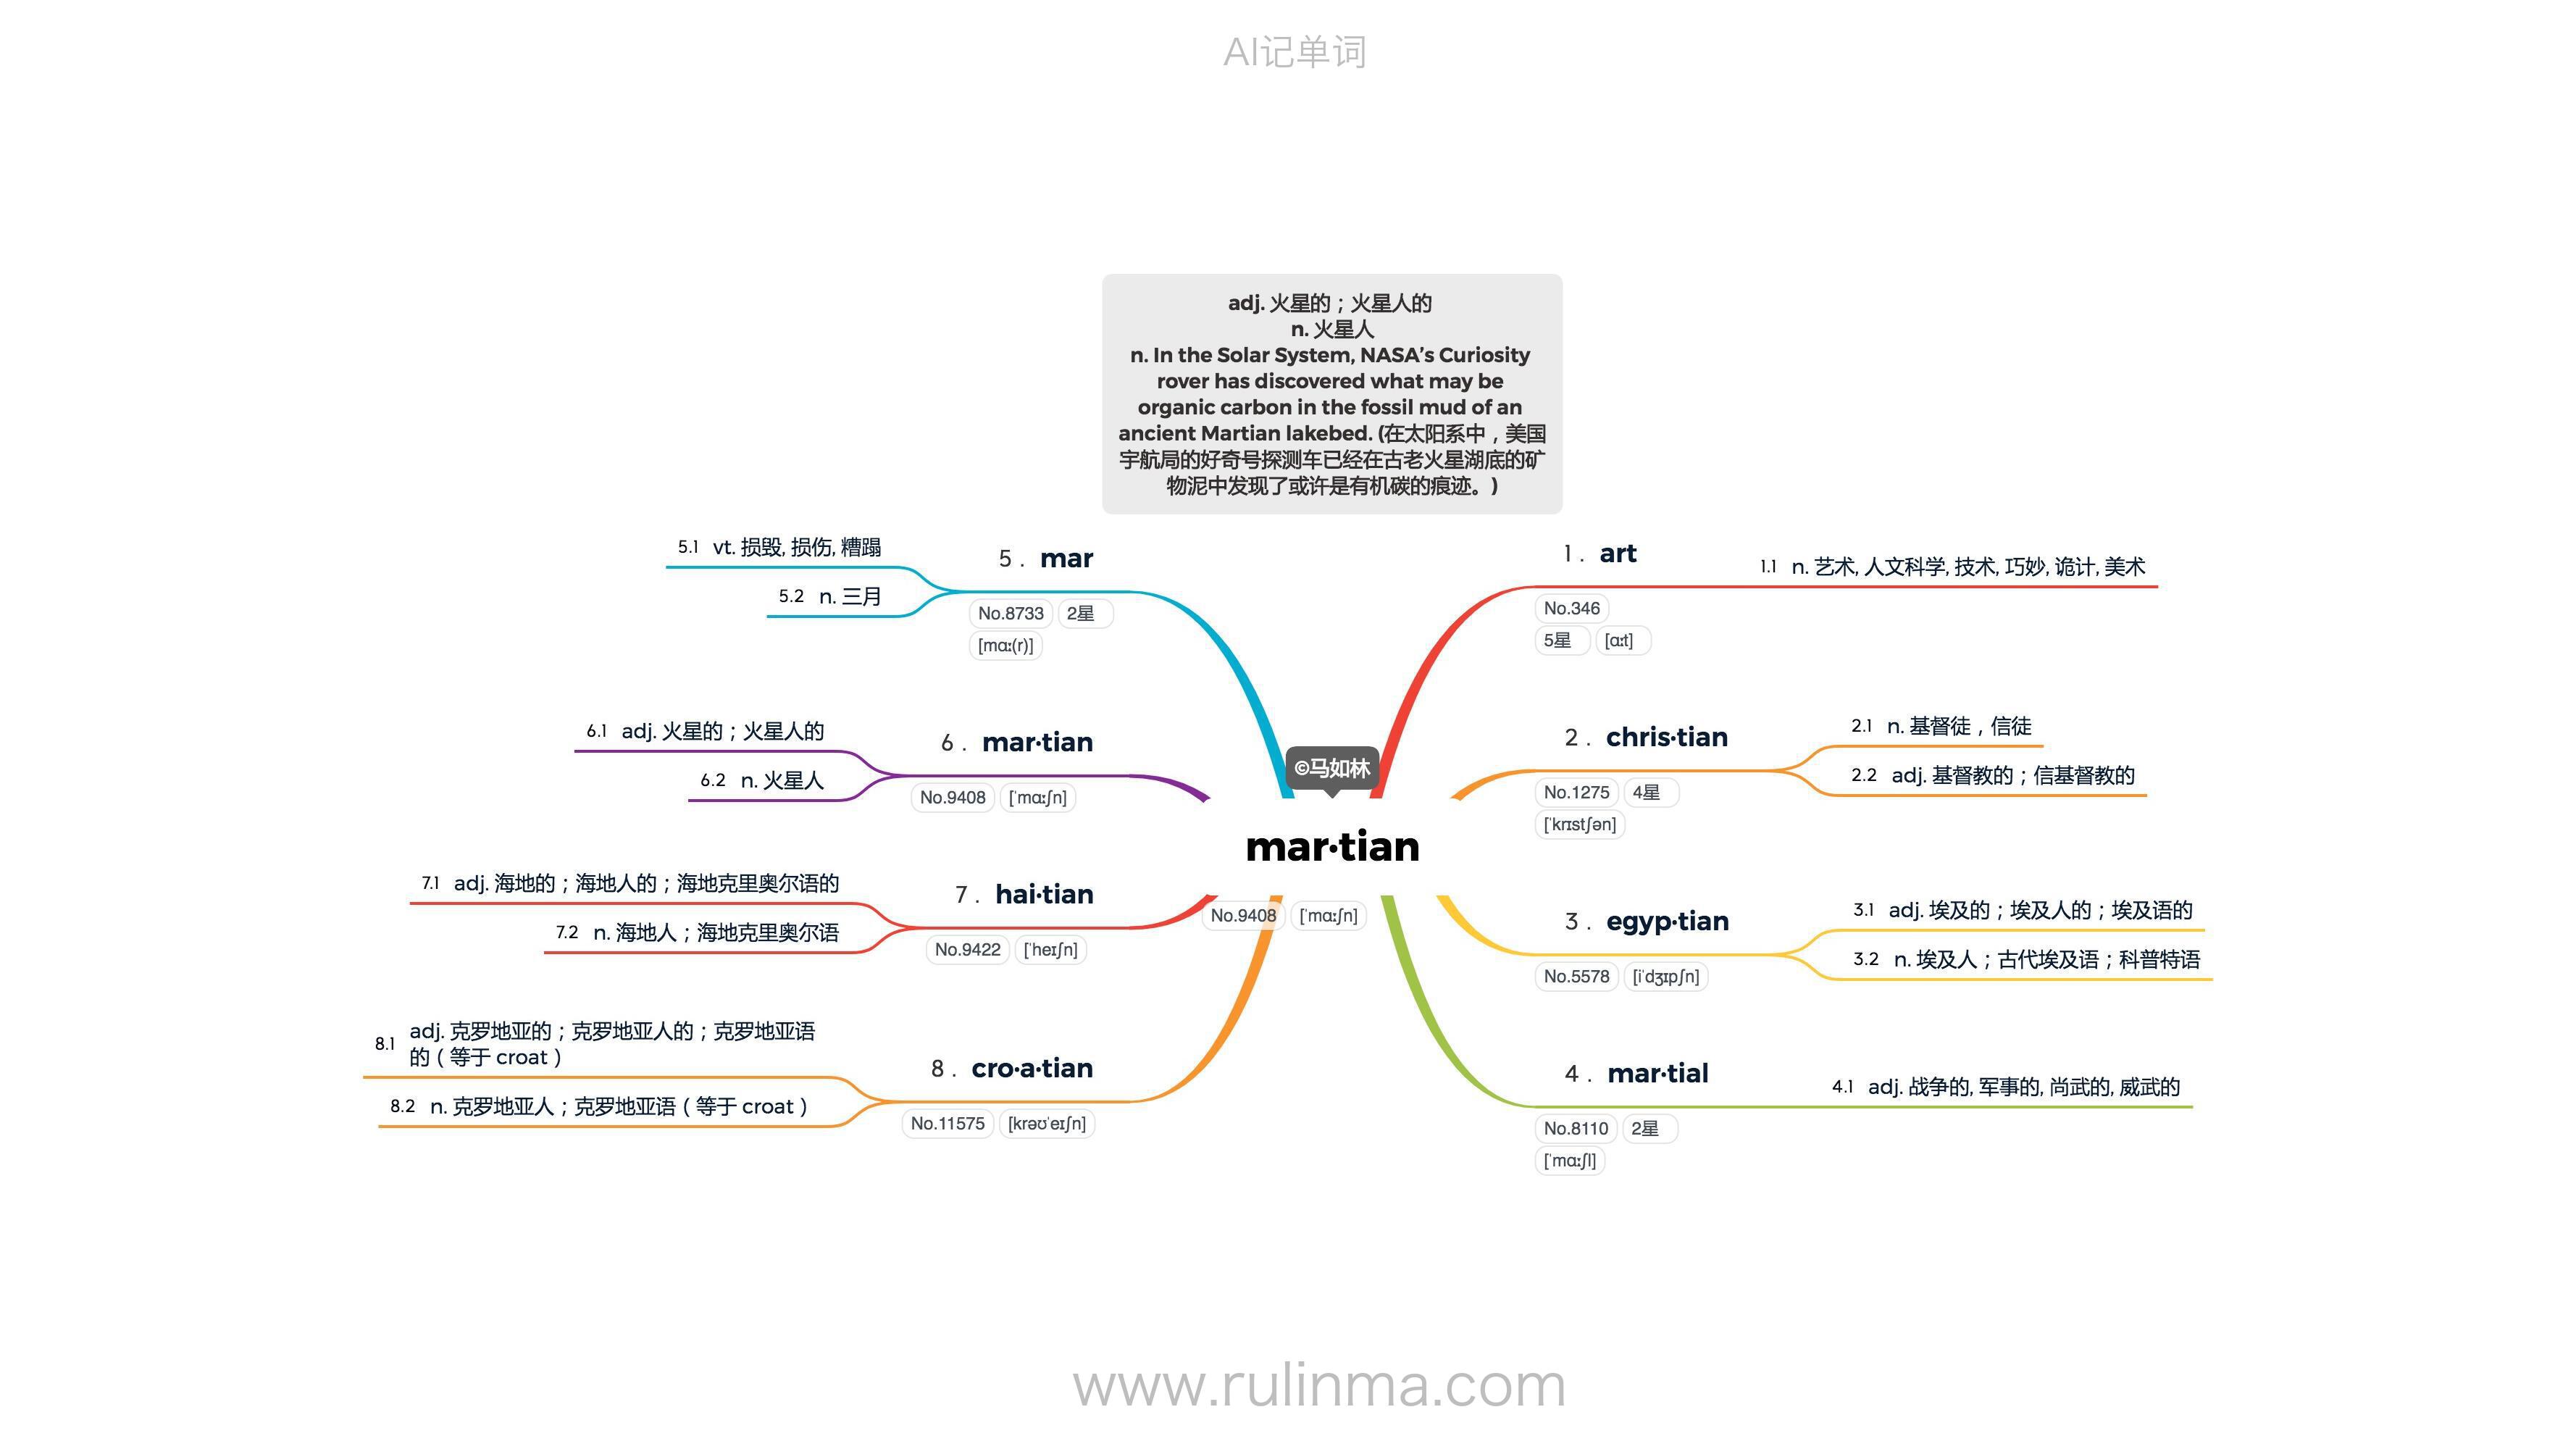 AI记单词
adj. 火星的；火星人的
n. 火星人
n. In the Solar System, NASA’s Curiosity
rover has discovered what may be
organic carbon in the fossil mud of an
ancient Martian lakebed. (在太阳系中，美国
宇航局的好奇号探测车已经在古老火星湖底的矿
物泥中发现了或许是有机碳的痕迹。)
©马如林
mar·tian
No.9408 [ˈmɑːʃn]
1. art
No.346
5星 [ɑːt]
1.1 n. 艺术, 人文科学, 技术, 巧妙, 诡计, 美术
2. chris·tian
No.1275 4星
[ˈkrɪstʃən]
2.1 n. 基督徒，信徒
2.2 adj. 基督教的；信基督教的
3. egyp·tian
No.5578 [iˈdʒɪpʃn]
3.1 adj. 埃及的；埃及人的；埃及语的
3.2 n. 埃及人；古代埃及语；科普特语
4. mar·tial
No.8110 2星
[ˈmɑːʃl]
4.1 adj. 战争的, 军事的, 尚武的, 威武的
5. mar
No.8733 2星
[mɑː(r)]
5.1 vt. 损毁, 损伤, 糟蹋
5.2 n. 三月
6. mar·tian
No.9408 [ˈmɑːʃn]
6.1 adj. 火星的；火星人的
6.2 n. 火星人
7. hai·tian
No.9422 [ˈheɪʃn]
7.1 adj. 海地的；海地人的；海地克里奥尔语的
7.2 n. 海地人；海地克里奥尔语
8. cro·a·tian
No.11575 [krəʊˈeɪʃn]
8.1 adj. 克罗地亚的；克罗地亚人的；克罗地亚语
的（等于 croat）
8.2 n. 克罗地亚人；克罗地亚语（等于 croat）
www.rulinma.com